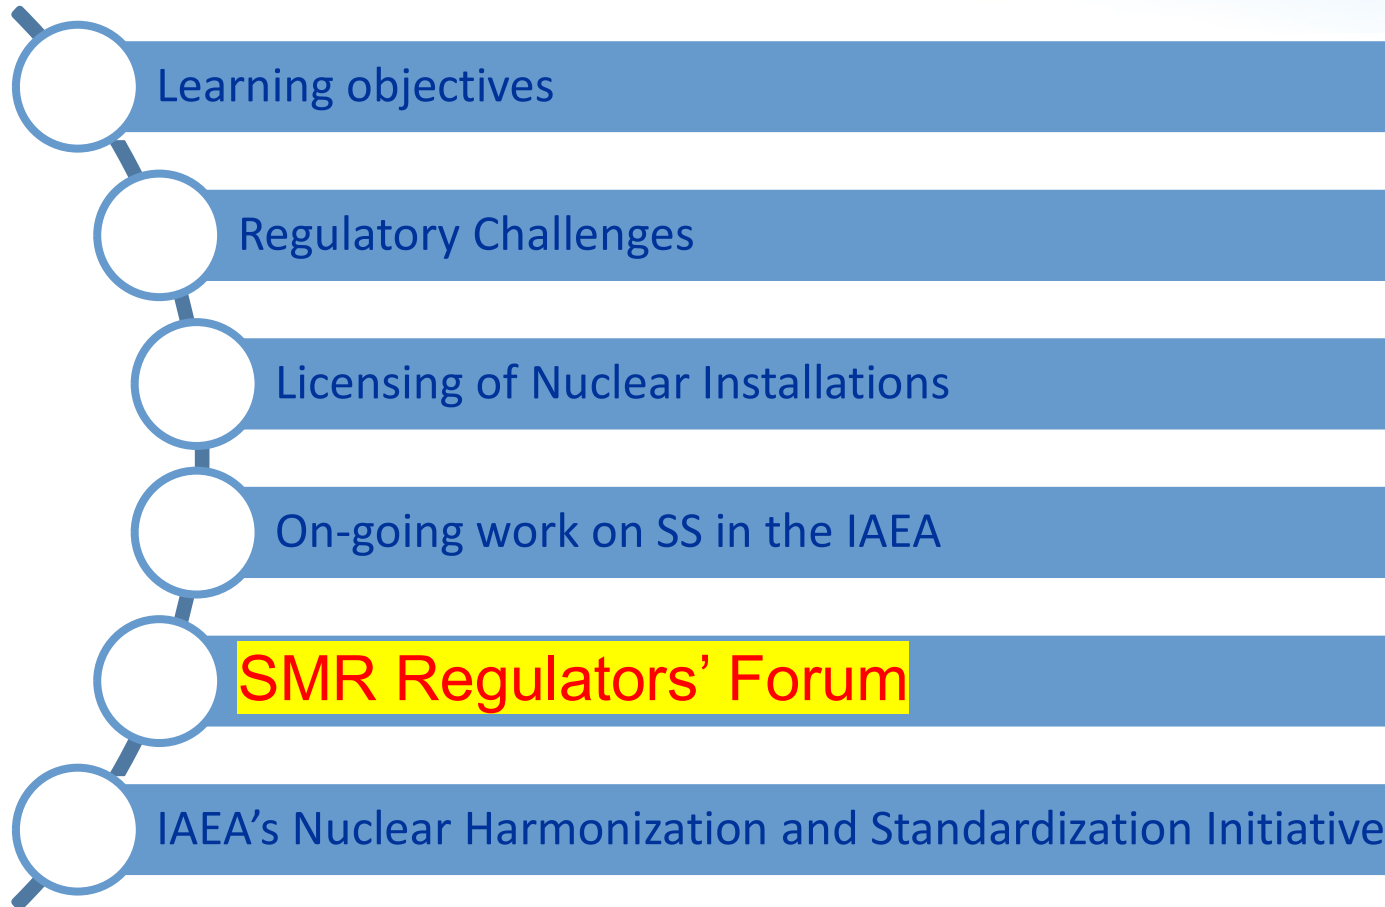 Learning objectives
Regulatory Challenges
Licensing of Nuclear Installations
On-going work on SS in the IAEA
SMR Regulators’ Forum
IAEA’s Nuclear Harmonization and Standardization Initiative